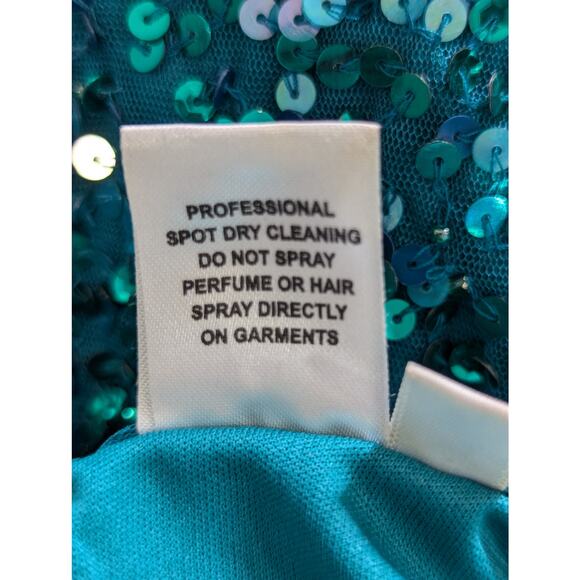 PROFESSIONAL
SPOT DRY CLEANING
DO NOT SPRAY
PERFUME OR HAIR
SPRAY DIRECTLY
ON GARMENTS